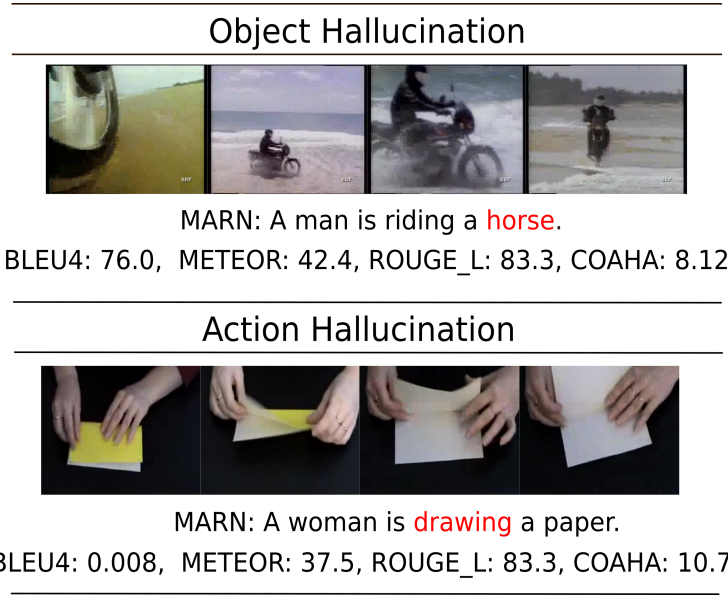 Object Hallucination
MARN: A man is riding a horse.
BLEU4: 76.0, METEOR: 42.4, ROUGE_L: 83.3, COAHA: 8.12
Action Hallucination
MARN: A woman is drawing a paper.
BLEU4: 0.008, METEOR: 37.5, ROUGE_L: 83.3, COAHA: 10.7